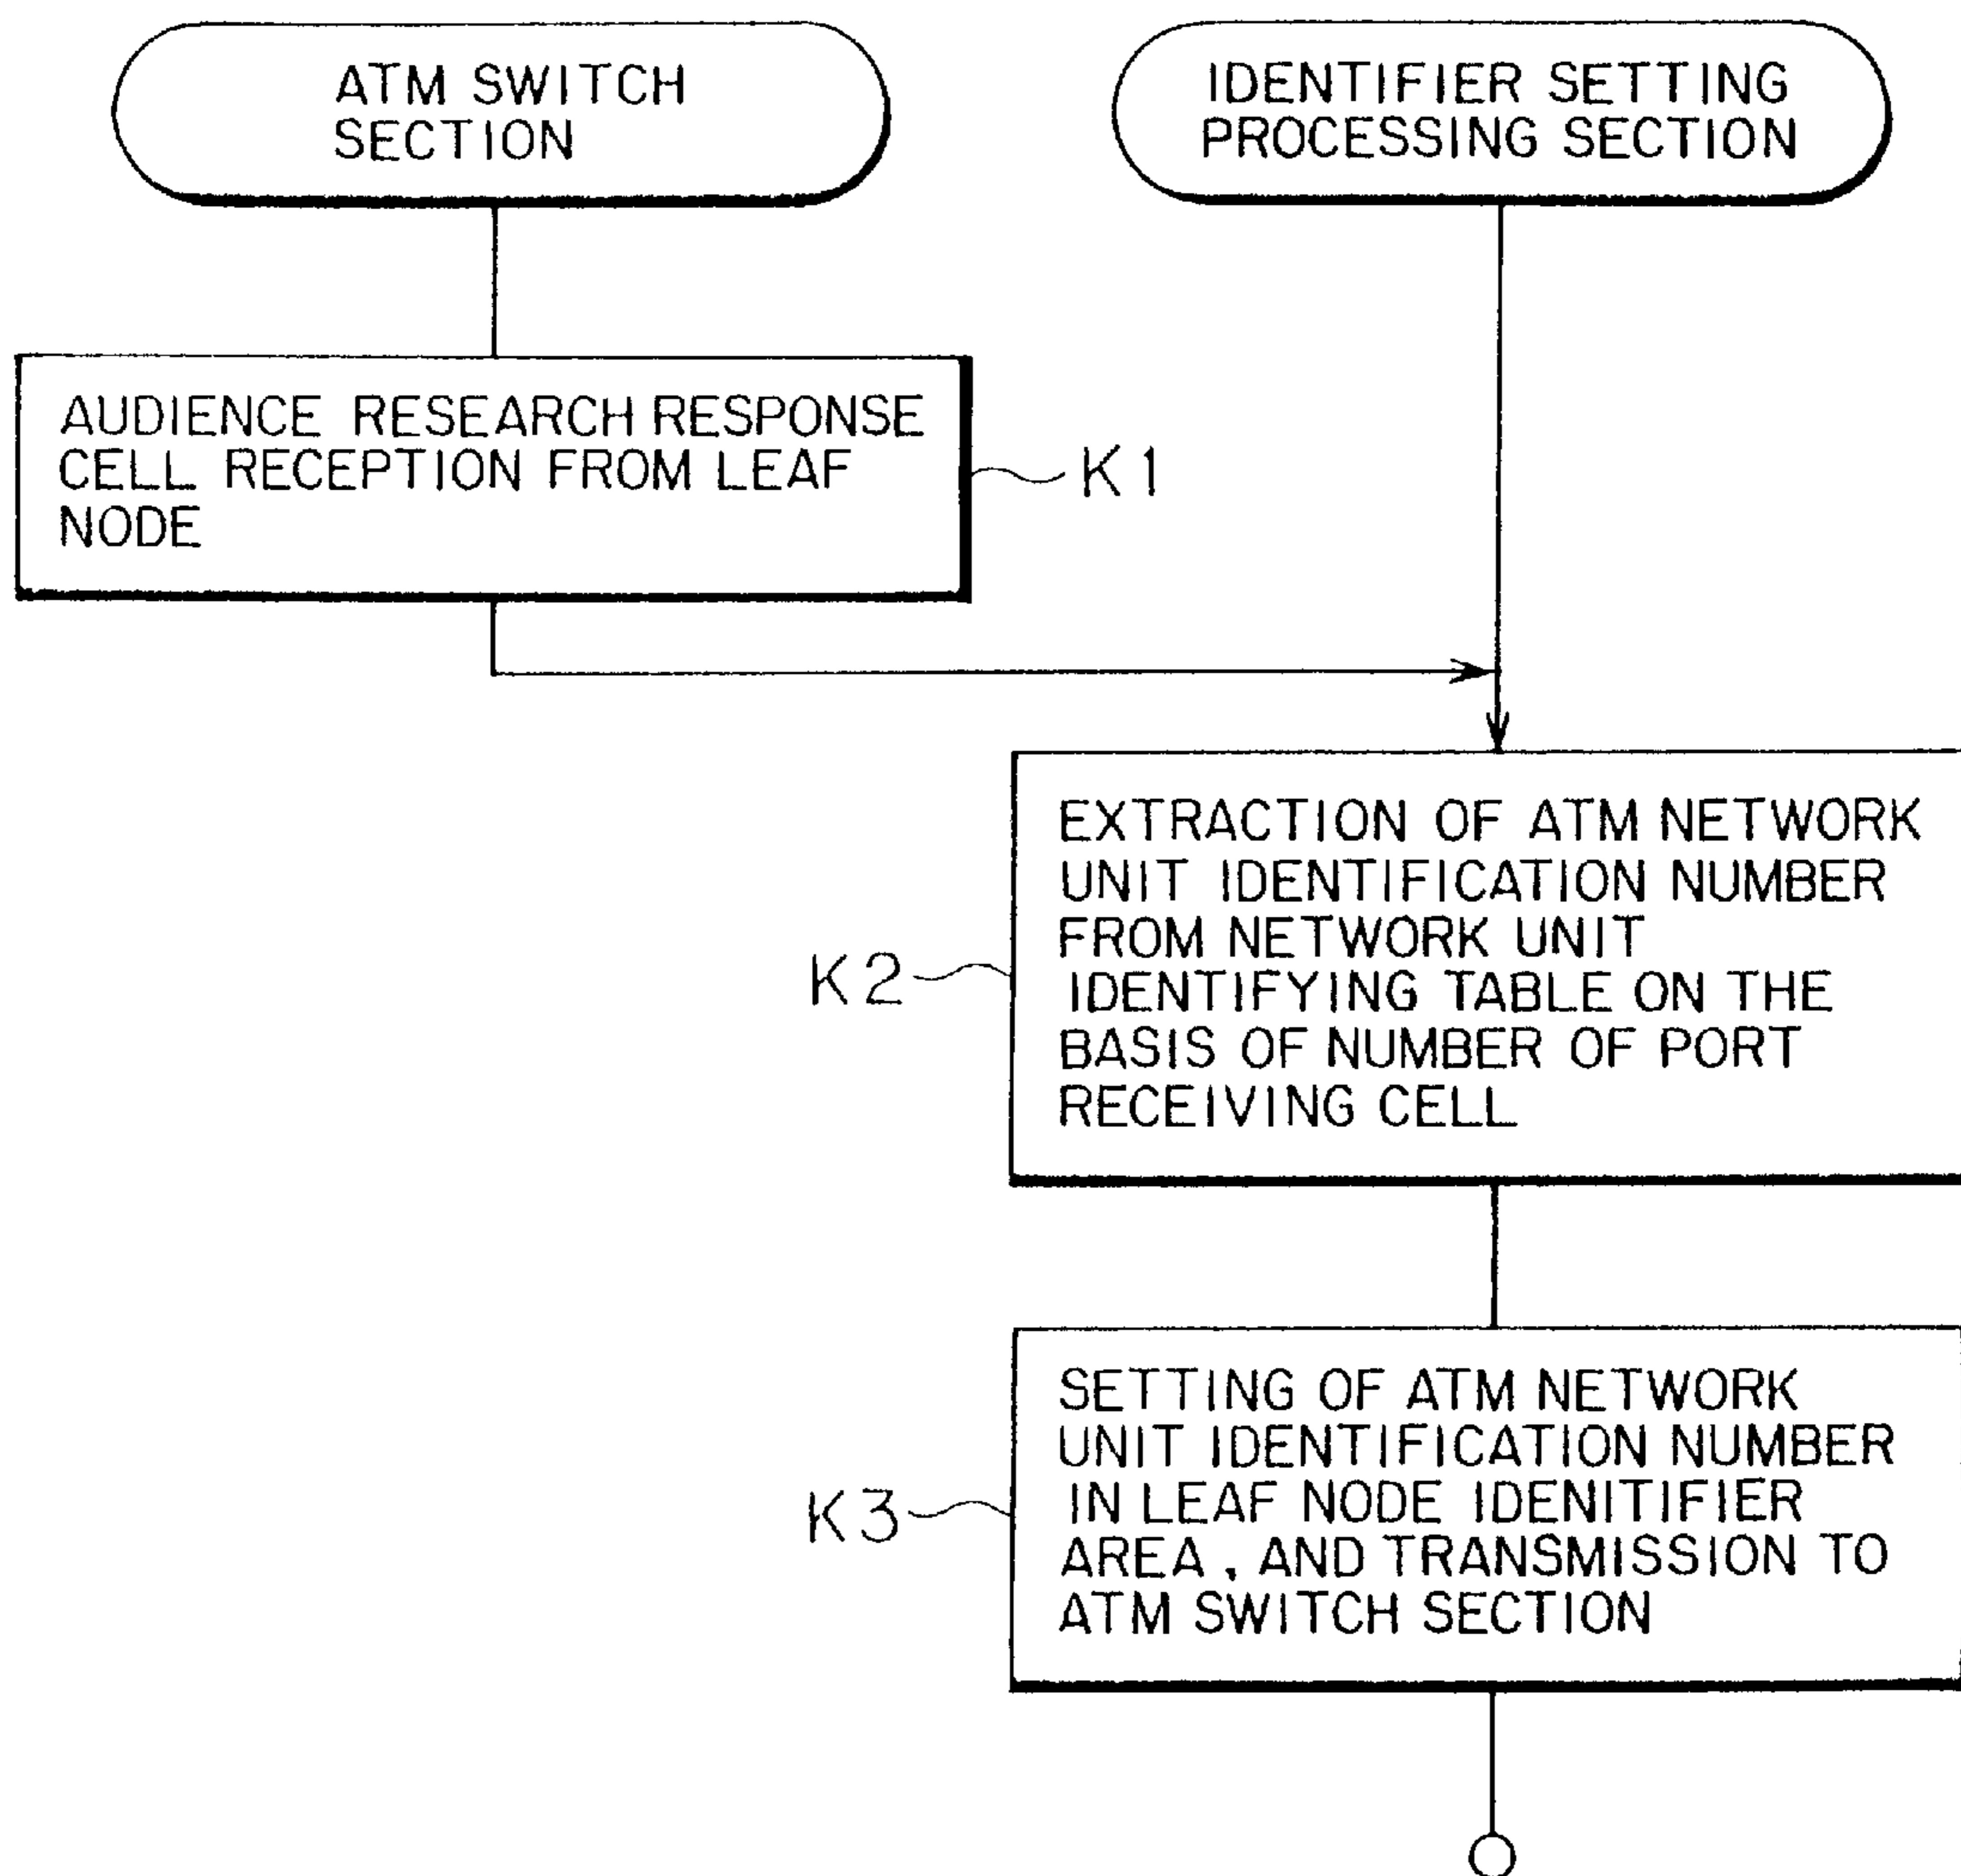 ATM SWITCH
SECTION
IDENTIFIER SETTING
PROCESSING SECTION
AUDIENCE RESEARCH RESPONSE
CELL RECEPTION FROM LEAF
NODE
K1
EXTRACTION OF ATM NETWORK
UNIT IDENTIFICATION NUMBER
FROM NETWORK UNIT
IDENTIFYING TABLE ON THE
BASIS OF NUMBER OF PORT
RECEIVING CELL
K2
SETTING OF ATM NETWORK
UNIT IDENTIFICATION NUMBER
IN LEAF NODE IDENITIFIER
AREA, AND TRANSMISSION TO
ATM SWITCH SECTION
K3